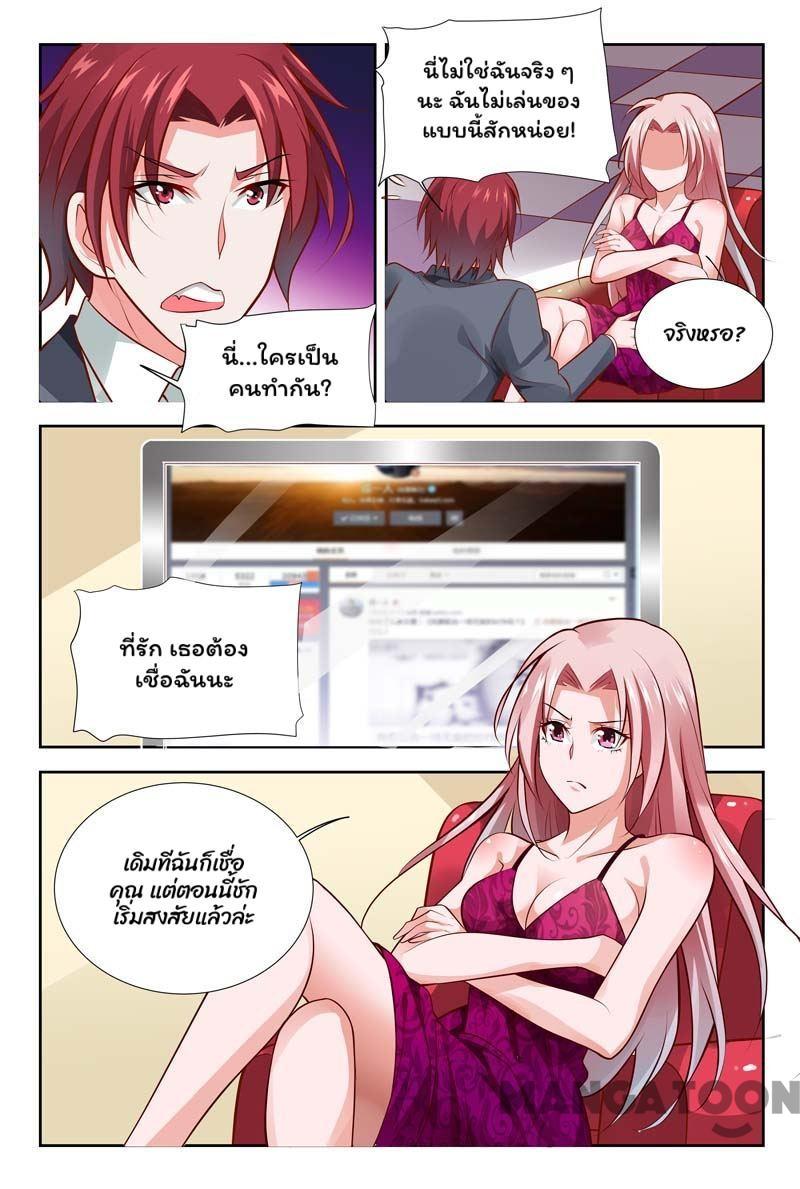 นี่...ใครเป็น
คนทำกัน?
นี่ไม่ใช่ฉันจริง ๆ
นะ ฉันไม่เล่นของ
แบบนี้สักหน่อย!
จริงหรอ?
ที่รัก เธอต้อง
เชื่อฉันนะ
เดิมทีฉันก็เชื่อ
คุณ แต่ตอนนี้ชัก
เริ่มสงสัยแล้วล่ะ
MANGATOON